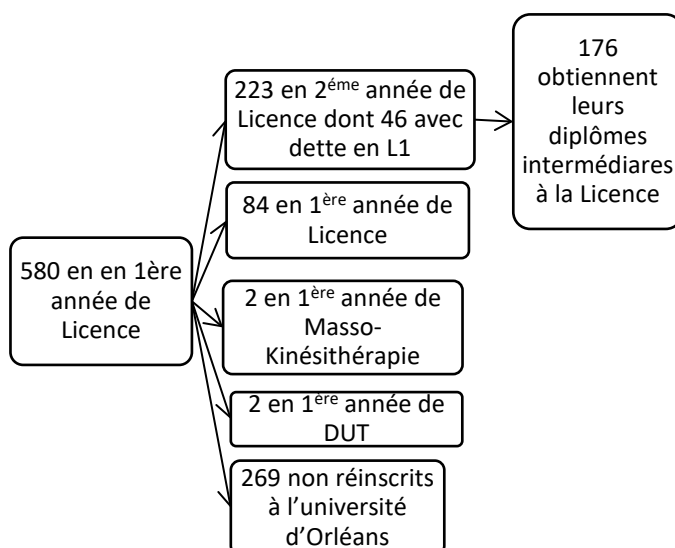 580 en en 1ère
année de
Licence
223 en 2éme année de
Licence dont 46 avec
dette en L1
84 en 1ère année de
Licence
2 en 1ère année de
Masso-
Kinésithérapie
2 en 1ère année de
DUT
269 non réinscrits
à l’université
d’Orléans
176
obtiennent
leurs
diplômes
intermédiares
à la Licence